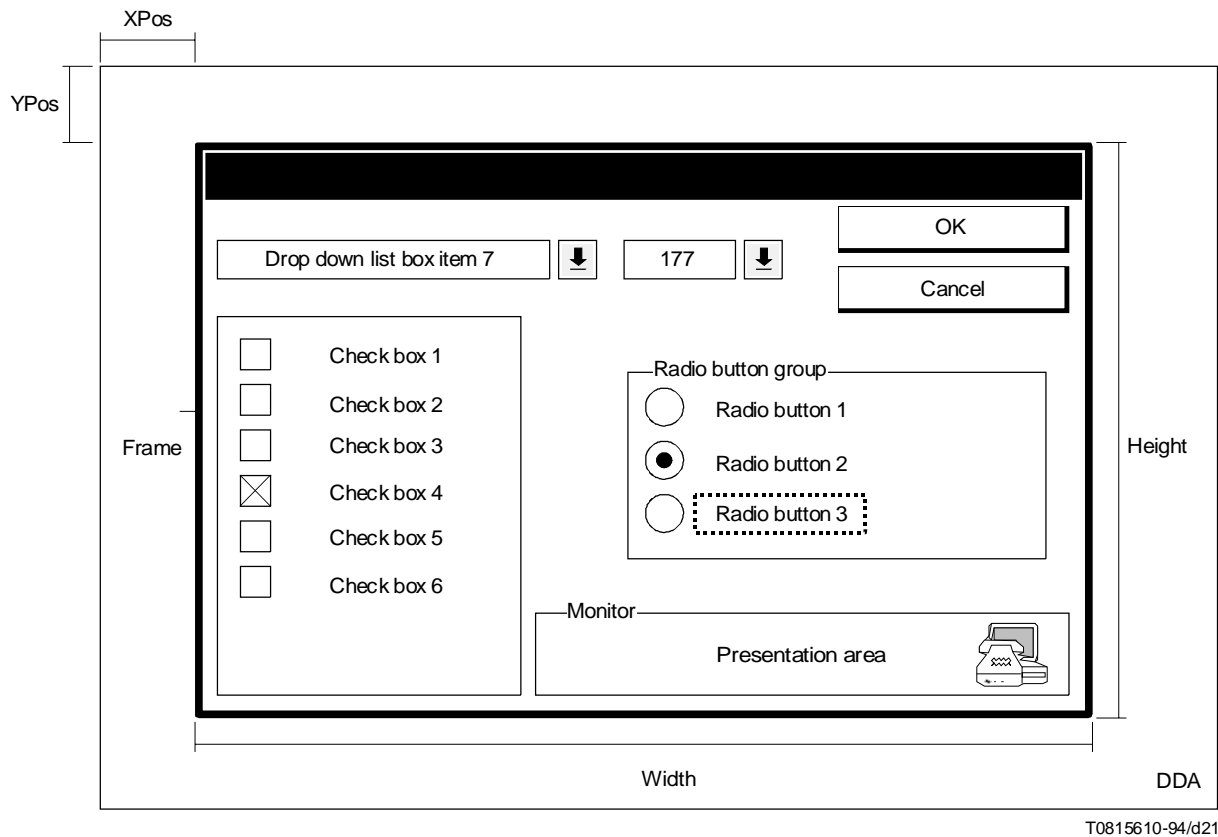 XPos
YPos
OK
Drop down list box item 7
177
Cancel
Check box 1
Check box 2
Check box 3
Check box 4
Check box 5
Check box 6
Radio button group
Radio button 1
Radio button 2
Radio button 3
Frame
Height
Monitor
Presentation area
Width
DDA
T0815610-94/d21